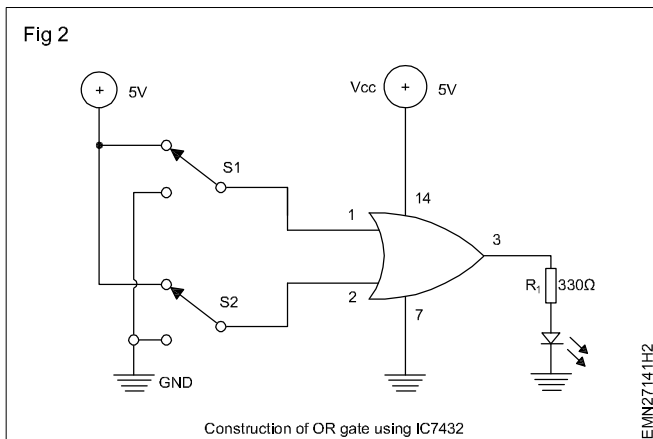 Fig 2
5V
Vcc
5V
S1
14
1
3
R1
330Ω
2
S2
7
GND
Construction of OR gate using IC7432
EMN27141H2